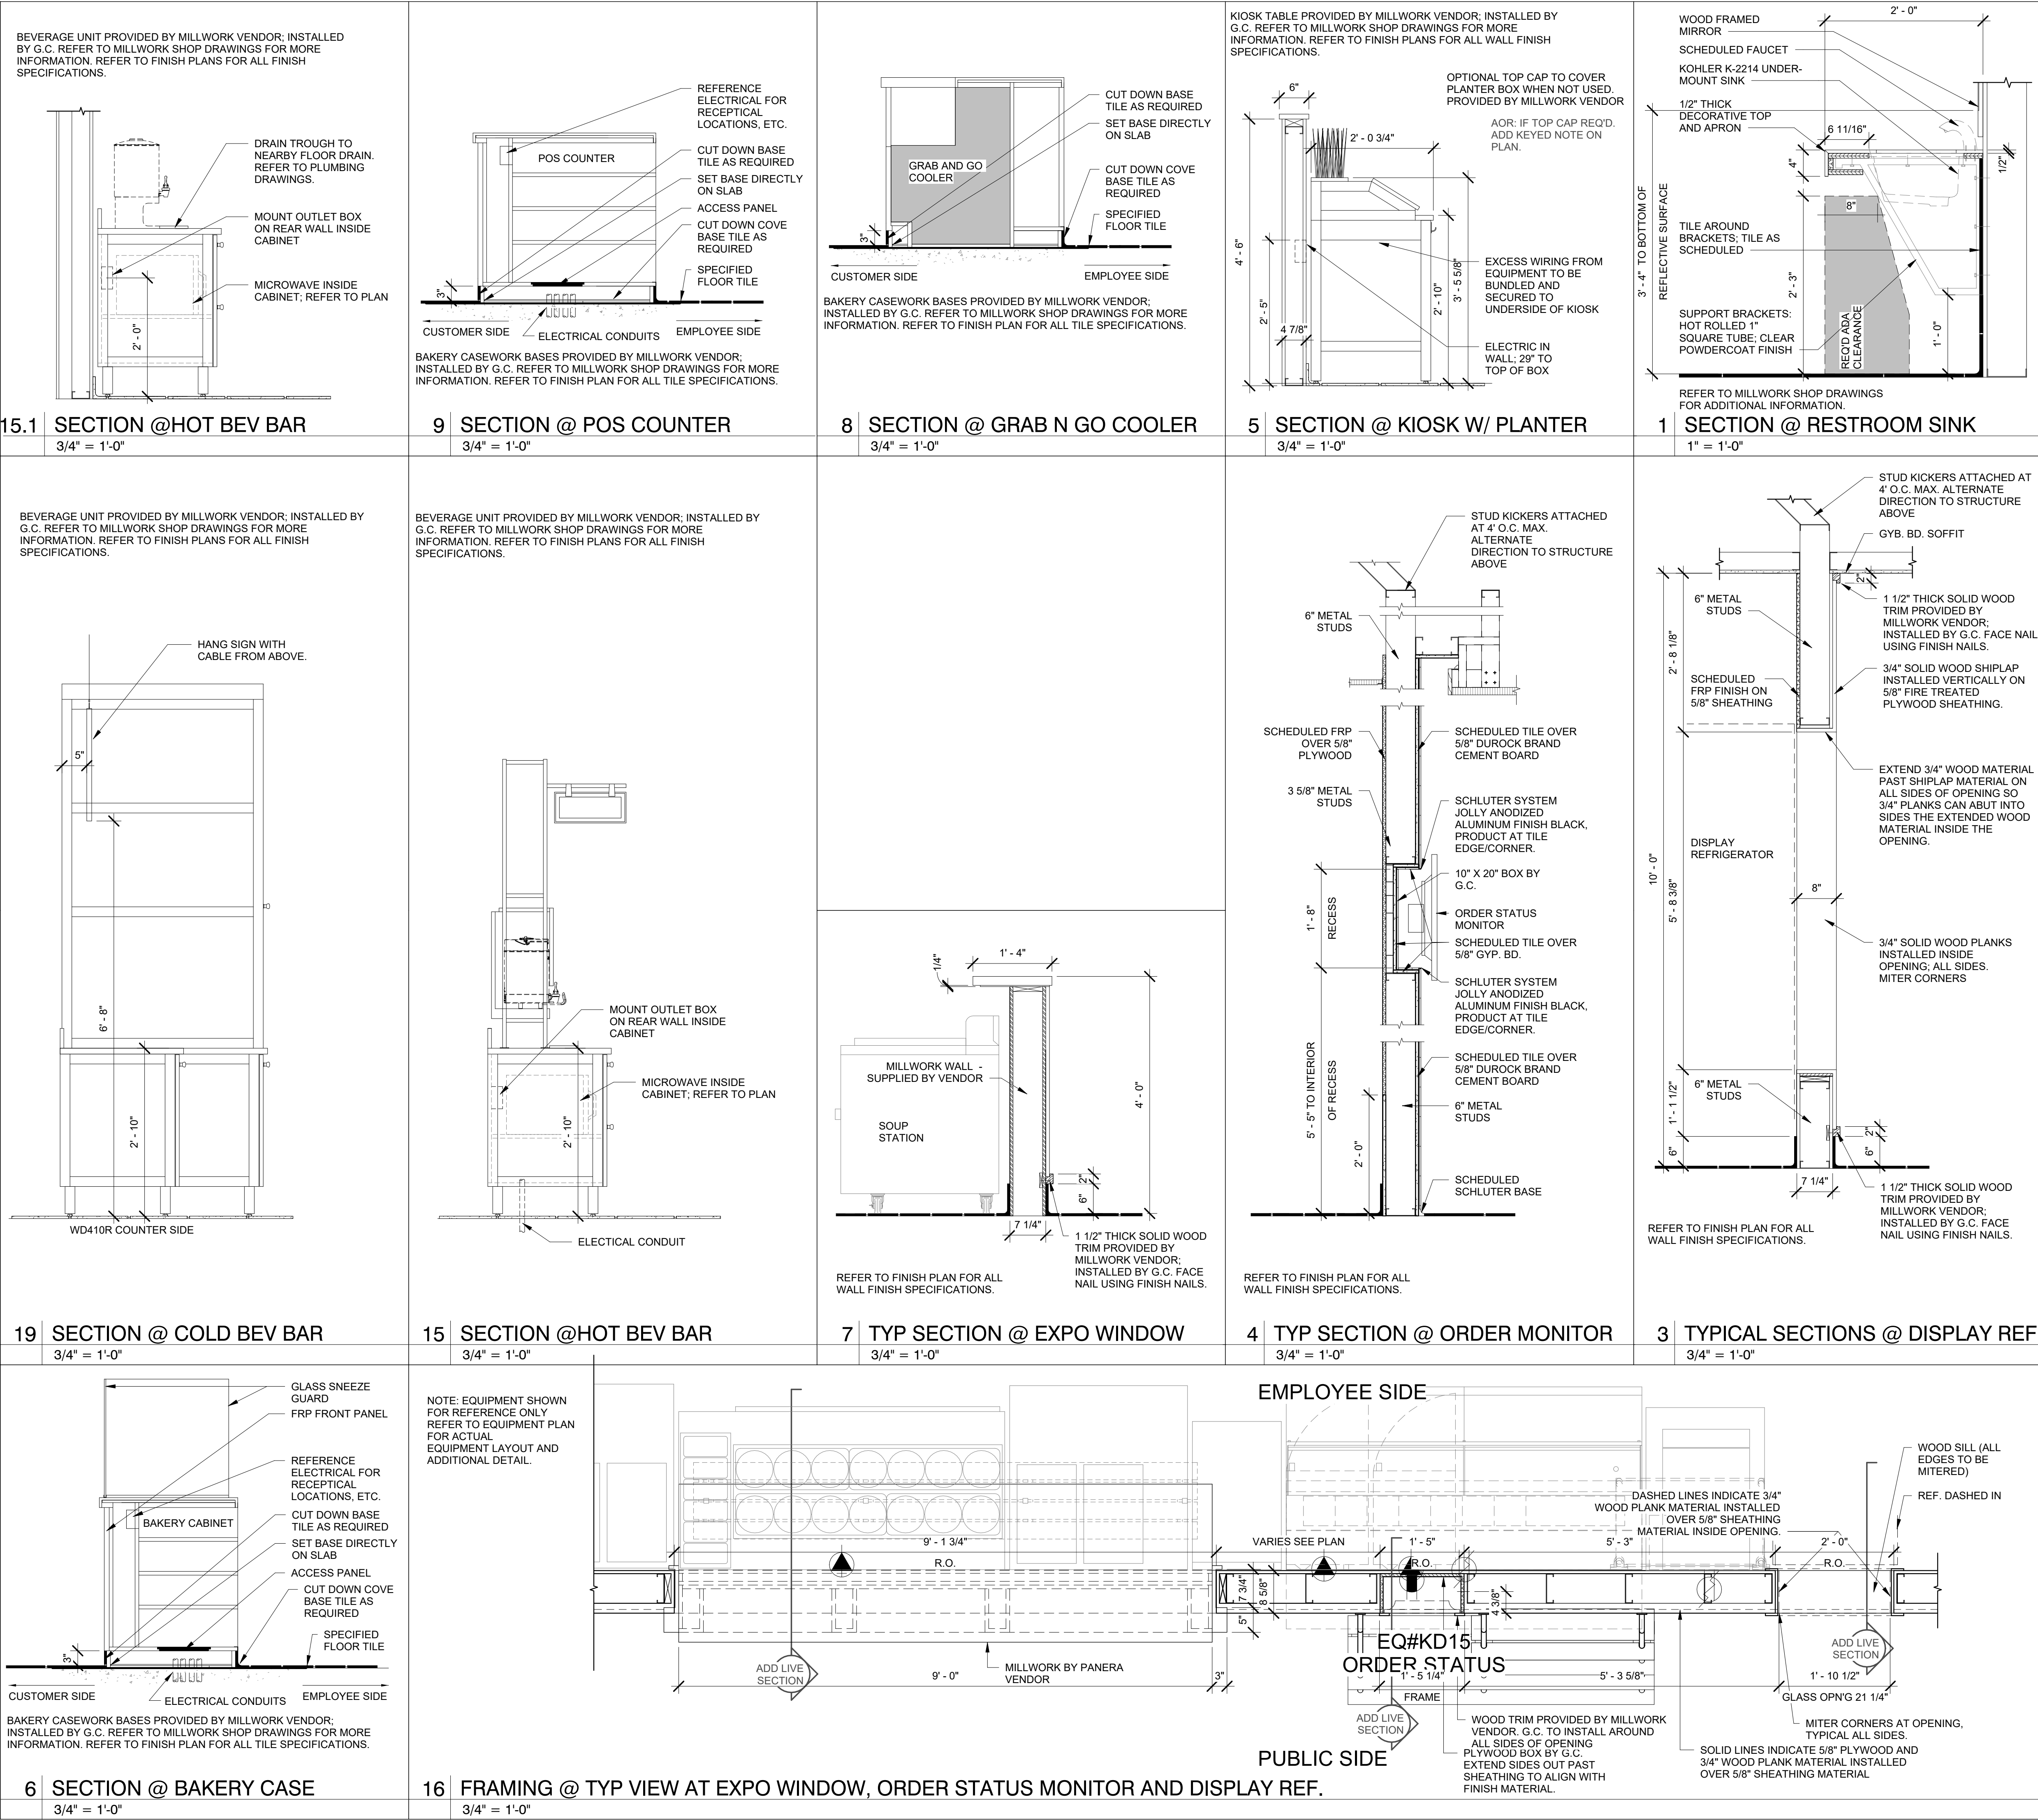 BEVERAGE UNIT PROVIDED BY MILLWORK VENDOR; INSTALLED
BY G.C. REFER TO MILLWORK SHOP DRAWINGS FOR MORE
INFORMATION. REFER TO FINISH PLANS FOR ALL FINISH
SPECIFICATIONS.
DRAIN TROUGH TO
NEARBY FLOOR DRAIN.
REFER TO PLUMBING
DRAWINGS.
MOUNT OUTLET BOX
ON REAR WALL INSIDE
CABINET
MICROWAVE INSIDE
CABINET; REFER TO PLAN
2' - 0"
15.1 SECTION @HOT BEV BAR
3/4" = 1'-0"
REFERENCE
ELECTRICAL FOR
RECEPTICAL
LOCATIONS, ETC.
POS COUNTER
CUT DOWN BASE
TILE AS REQUIRED
SET BASE DIRECTLY
ON SLAB
ACCESS PANEL
CUT DOWN COVE
BASE TILE AS
REQUIRED
SPECIFIED
FLOOR TILE
3"
CUSTOMER SIDE
ELECTRICAL CONDUITS
EMPLOYEE SIDE
BAKERY CASEWORK BASES PROVIDED BY MILLWORK VENDOR;
INSTALLED BY G.C. REFER TO MILLWORK SHOP DRAWINGS FOR MORE
INFORMATION. REFER TO FINISH PLAN FOR ALL TILE SPECIFICATIONS.
9 SECTION @ POS COUNTER
3/4" = 1'-0"
CUT DOWN BASE
TILE AS REQUIRED
SET BASE DIRECTLY
ON SLAB
GRAB AND GO
COOLER
CUT DOWN COVE
BASE TILE AS
REQUIRED
SPECIFIED
FLOOR TILE
3"
CUSTOMER SIDE
EMPLOYEE SIDE
BAKERY CASEWORK BASES PROVIDED BY MILLWORK VENDOR;
INSTALLED BY G.C. REFER TO MILLWORK SHOP DRAWINGS FOR MORE
INFORMATION. REFER TO FINISH PLAN FOR ALL TILE SPECIFICATIONS.
8 SECTION @ GRAB N GO COOLER
3/4" = 1'-0"
KIOSK TABLE PROVIDED BY MILLWORK VENDOR; INSTALLED BY
G.C. REFER TO MILLWORK SHOP DRAWINGS FOR MORE
INFORMATION. REFER TO FINISH PLANS FOR ALL WALL FINISH
SPECIFICATIONS.
OPTIONAL TOP CAP TO COVER
PLANTER BOX WHEN NOT USED.
PROVIDED BY MILLWORK VENDOR
AOR: IF TOP CAP REQ'D.
ADD KEYED NOTE ON
PLAN.
6"
2' - 0 3/4"
4' - 6"
2' - 5"
4 7/8"
2' - 10"
3' - 5 5/8"
EXCESS WIRING FROM
EQUIPMENT TO BE
BUNDLED AND
SECURED TO
UNDERSIDE OF KIOSK
ELECTRIC IN
WALL; 29" TO
TOP OF BOX
5 SECTION @ KIOSK W/ PLANTER
3/4" = 1'-0"
2' - 0"
WOOD FRAMED
MIRROR
SCHEDULED FAUCET
KOHLER K-2214 UNDER-
MOUNT SINK
1/2" THICK
DECORATIVE TOP
AND APRON
6 11/16"
4"
1/2"
8"
3' - 4" TO BOTTOM OF
REFLECTIVE SURFACE
TILE AROUND
BRACKETS; TILE AS
SCHEDULED
2' - 3"
SUPPORT BRACKETS:
HOT ROLLED 1"
SQUARE TUBE; CLEAR
POWDERCOAT FINISH
REQ'D ADA
CLEARANCE
1' - 0"
REFER TO MILLWORK SHOP DRAWINGS
FOR ADDITIONAL INFORMATION.
1 SECTION @ RESTROOM SINK
1" = 1'-0"
BEVERAGE UNIT PROVIDED BY MILLWORK VENDOR; INSTALLED BY
G.C. REFER TO MILLWORK SHOP DRAWINGS FOR MORE
INFORMATION. REFER TO FINISH PLANS FOR ALL FINISH
SPECIFICATIONS.
HANG SIGN WITH
CABLE FROM ABOVE.
5"
6' - 8"
2' - 10"
WD410R COUNTER SIDE
19 SECTION @ COLD BEV BAR
3/4" = 1'-0"
BEVERAGE UNIT PROVIDED BY MILLWORK VENDOR; INSTALLED BY
G.C. REFER TO MILLWORK SHOP DRAWINGS FOR MORE
INFORMATION. REFER TO FINISH PLANS FOR ALL FINISH
SPECIFICATIONS.
MOUNT OUTLET BOX
ON REAR WALL INSIDE
CABINET
MICROWAVE INSIDE
CABINET; REFER TO PLAN
2' - 10"
ELECTICAL CONDUIT
15 SECTION @HOT BEV BAR
3/4" = 1'-0"
1' - 4"
1/4"
MILLWORK WALL -
SUPPLIED BY VENDOR
SOUP
STATION
4' - 0"
2"
6"
7 1/4"
1 1/2" THICK SOLID WOOD
TRIM PROVIDED BY
MILLWORK VENDOR;
INSTALLED BY G.C. FACE
NAIL USING FINISH NAILS.
REFER TO FINISH PLAN FOR ALL
WALL FINISH SPECIFICATIONS.
7 TYP SECTION @ EXPO WINDOW
3/4" = 1'-0"
STUD KICKERS ATTACHED
AT 4' O.C. MAX.
ALTERNATE
DIRECTION TO STRUCTURE
ABOVE
6" METAL
STUDS
SCHEDULED FRP
OVER 5/8"
PLYWOOD
SCHEDULED TILE OVER
5/8" DUROCK BRAND
CEMENT BOARD
3 5/8" METAL
STUDS
SCHLUTER SYSTEM
JOLLY ANODIZED
ALUMINUM FINISH BLACK,
PRODUCT AT TILE
EDGE/CORNER.
10" X 20" BOX BY
G.C.
1' - 8"
RECESS
ORDER STATUS
MONITOR
SCHEDULED TILE OVER
5/8" GYP. BD.
SCHLUTER SYSTEM
JOLLY ANODIZED
ALUMINUM FINISH BLACK,
PRODUCT AT TILE
EDGE/CORNER.
5' - 5" TO INTERIOR
OF RECESS
SCHEDULED TILE OVER
5/8" DUROCK BRAND
CEMENT BOARD
6" METAL
STUDS
2' - 0"
SCHEDULED
SCHLUTER BASE
REFER TO FINISH PLAN FOR ALL
WALL FINISH SPECIFICATIONS.
4 TYP SECTION @ ORDER MONITOR
3/4" = 1'-0"
STUD KICKERS ATTACHED AT
4' O.C. MAX. ALTERNATE
DIRECTION TO STRUCTURE
ABOVE
GYB. BD. SOFFIT
2"
6" METAL
STUDS
1 1/2" THICK SOLID WOOD
TRIM PROVIDED BY
MILLWORK VENDOR;
INSTALLED BY G.C. FACE NAIL
USING FINISH NAILS.
2' - 8 1/8"
SCHEDULED
FRP FINISH ON
5/8" SHEATHING
3/4" SOLID WOOD SHIPLAP
INSTALLED VERTICALLY ON
5/8" FIRE TREATED
PLYWOOD SHEATHING.
EXTEND 3/4" WOOD MATERIAL
PAST SHIPLAP MATERIAL ON
ALL SIDES OF OPENING SO
3/4" PLANKS CAN ABUT INTO
SIDES THE EXTENDED WOOD
MATERIAL INSIDE THE
OPENING.
DISPLAY
REFRIGERATOR
10' - 0"
5' - 8 3/8"
8"
3/4" SOLID WOOD PLANKS
INSTALLED INSIDE
OPENING; ALL SIDES.
MITER CORNERS
6" METAL
STUDS
1' - 1 1/2"
6"
2"
6"
7 1/4"
1 1/2" THICK SOLID WOOD
TRIM PROVIDED BY
MILLWORK VENDOR;
INSTALLED BY G.C. FACE
NAIL USING FINISH NAILS.
REFER TO FINISH PLAN FOR ALL
WALL FINISH SPECIFICATIONS.
3 TYPICAL SECTIONS @ DISPLAY REF
3/4" = 1'-0"
GLASS SNEEZE
GUARD
FRP FRONT PANEL
REFERENCE
ELECTRICAL FOR
RECEPTICAL
LOCATIONS, ETC.
BAKERY CABINET
CUT DOWN BASE
TILE AS REQUIRED
SET BASE DIRECTLY
ON SLAB
ACCESS PANEL
CUT DOWN COVE
BASE TILE AS
REQUIRED
SPECIFIED
FLOOR TILE
3"
CUSTOMER SIDE
ELECTRICAL CONDUITS
EMPLOYEE SIDE
BAKERY CASEWORK BASES PROVIDED BY MILLWORK VENDOR;
INSTALLED BY G.C. REFER TO MILLWORK SHOP DRAWINGS FOR MORE
INFORMATION. REFER TO FINISH PLAN FOR ALL TILE SPECIFICATIONS.
6 SECTION @ BAKERY CASE
3/4" = 1'-0"
NOTE: EQUIPMENT SHOWN
FOR REFERENCE ONLY
REFER TO EQUIPMENT PLAN
FOR ACTUAL
EQUIPMENT LAYOUT AND
ADDITIONAL DETAIL.
EMPLOYEE SIDE
WOOD SILL (ALL
EDGES TO BE
MITERED)
REF. DASHED IN
DASHED LINES INDICATE 3/4"
WOOD PLANK MATERIAL INSTALLED
OVER 5/8" SHEATHING
MATERIAL INSIDE OPENING.
9' - 1 3/4"
R.O.
VARIES SEE PLAN
1' - 5"
R.O.
5' - 3"
2' - 0"
R.O.
7 3/4"
8 5/8"
5"
4 3/8"
EQ#KD15
ORDER STATUS
ADD LIVE
SECTION
9' - 0"
MILLWORK BY PANERA
VENDOR
3"
1' - 5 1/4"
FRAME
5' - 3 5/8"
1' - 10 1/2"
GLASS OPN'G 21 1/4"
ADD LIVE
SECTION
ADD LIVE
SECTION
PUBLIC SIDE
WOOD TRIM PROVIDED BY MILLWORK
VENDOR. G.C. TO INSTALL AROUND
ALL SIDES OF OPENING
PLYWOOD BOX BY G.C.
EXTEND SIDES OUT PAST
SHEATHING TO ALIGN WITH
FINISH MATERIAL.
MITER CORNERS AT OPENING,
TYPICAL ALL SIDES.
SOLID LINES INDICATE 5/8" PLYWOOD AND
3/4" WOOD PLANK MATERIAL INSTALLED
OVER 5/8" SHEATHING MATERIAL
16 FRAMING @ TYP VIEW AT EXPO WINDOW, ORDER STATUS MONITOR AND DISPLAY REF.
3/4" = 1'-0"